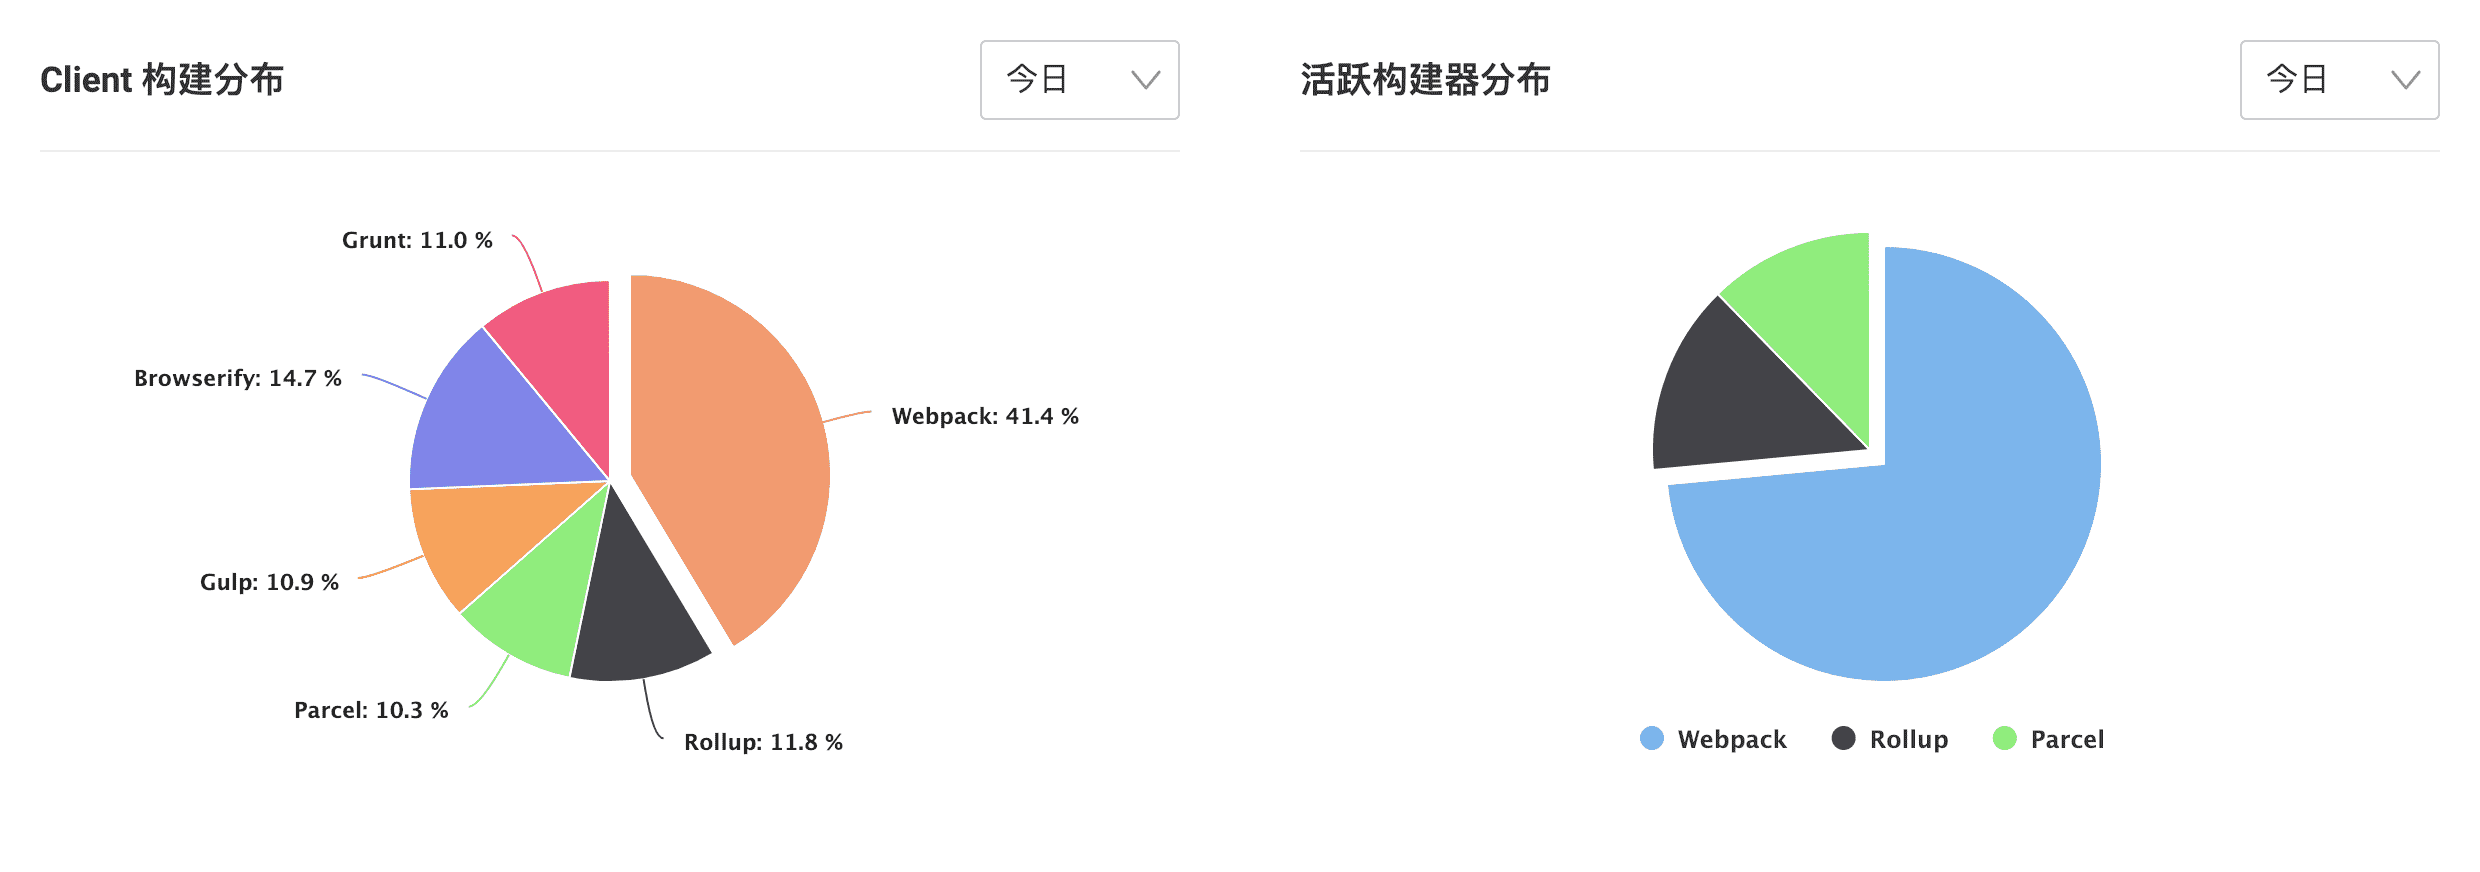 Client 构建分布
今日
Grunt: 11.0 %
Browserify: 14.7 %
Webpack: 41.4 %
Gulp: 10.9 %
Parcel: 10.3 %
Rollup: 11.8 %
活跃构建器分布
今日
Webpack
Rollup
Parcel